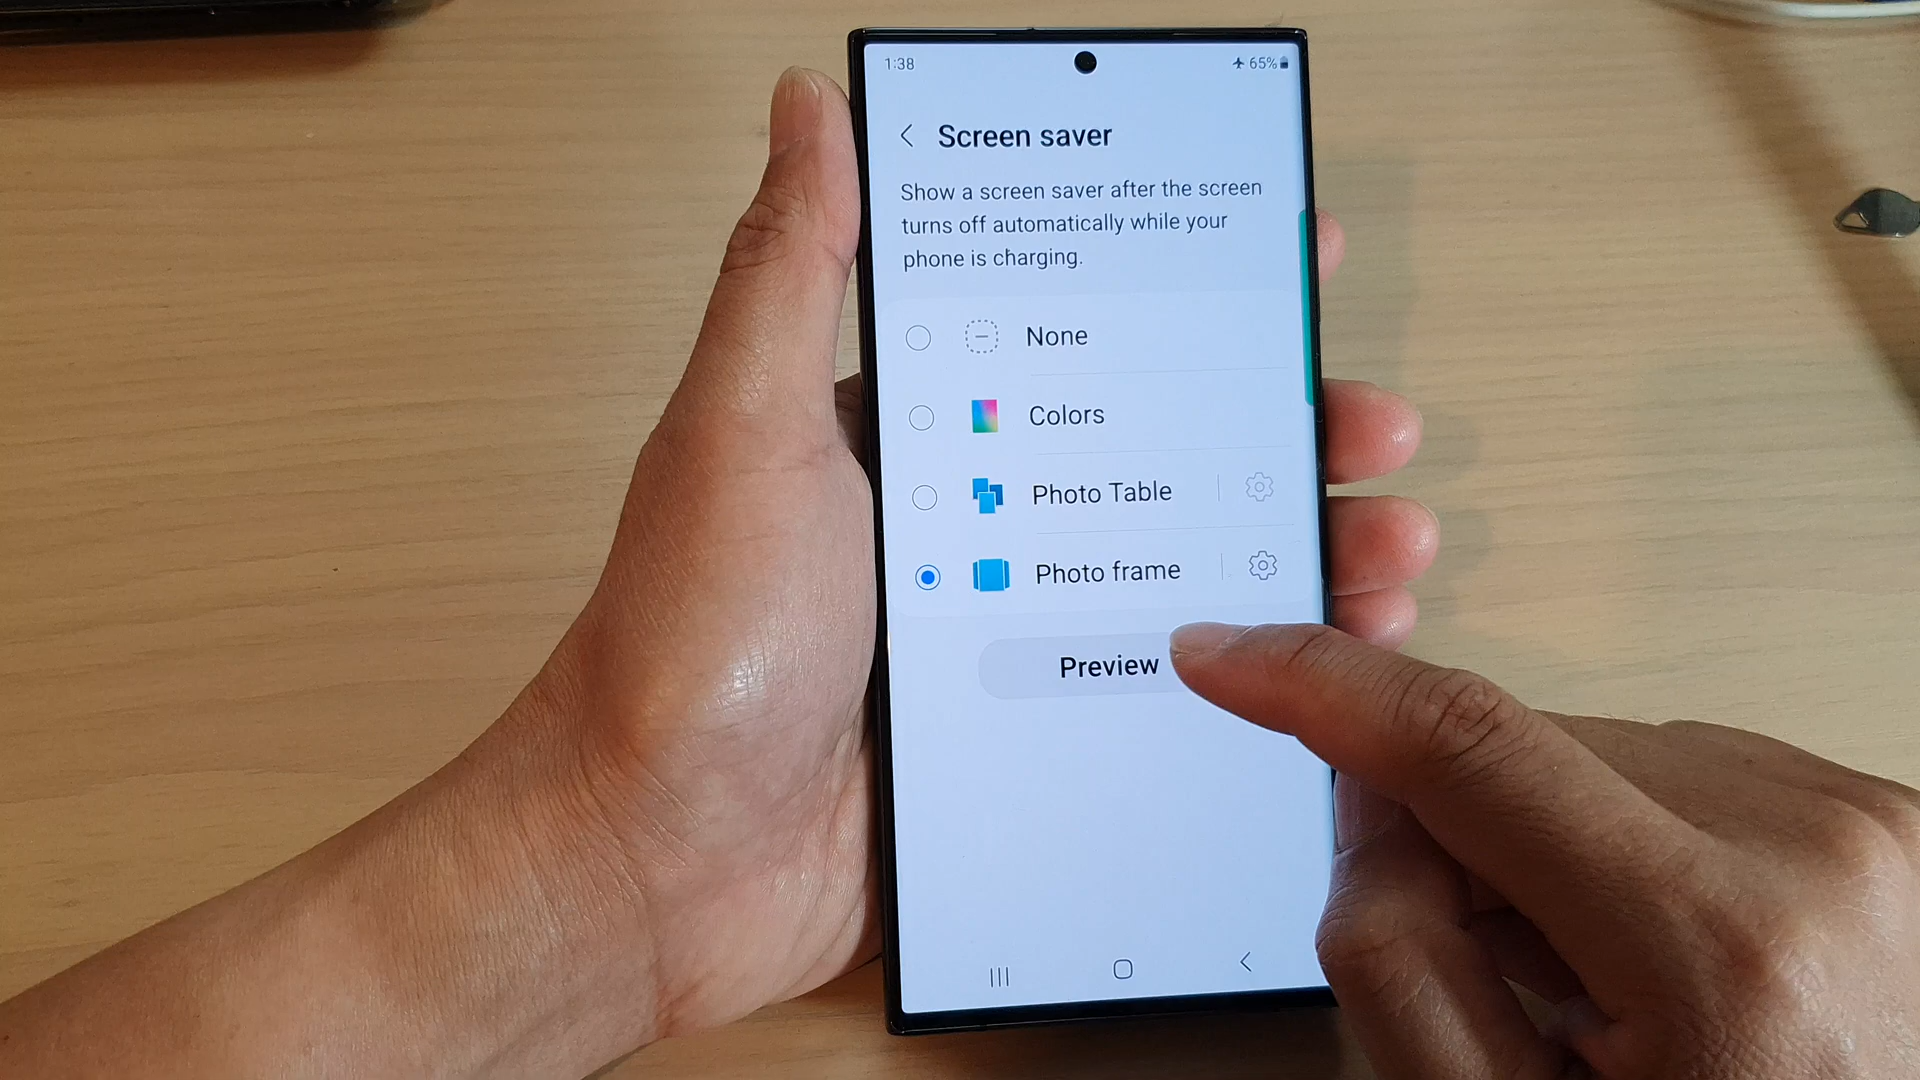 1:38
65%
Screen saver
Show a screen saver after the screen
turns off automatically while your
phone is charging.
None
Colors
Photo Table
Photo frame
Preview